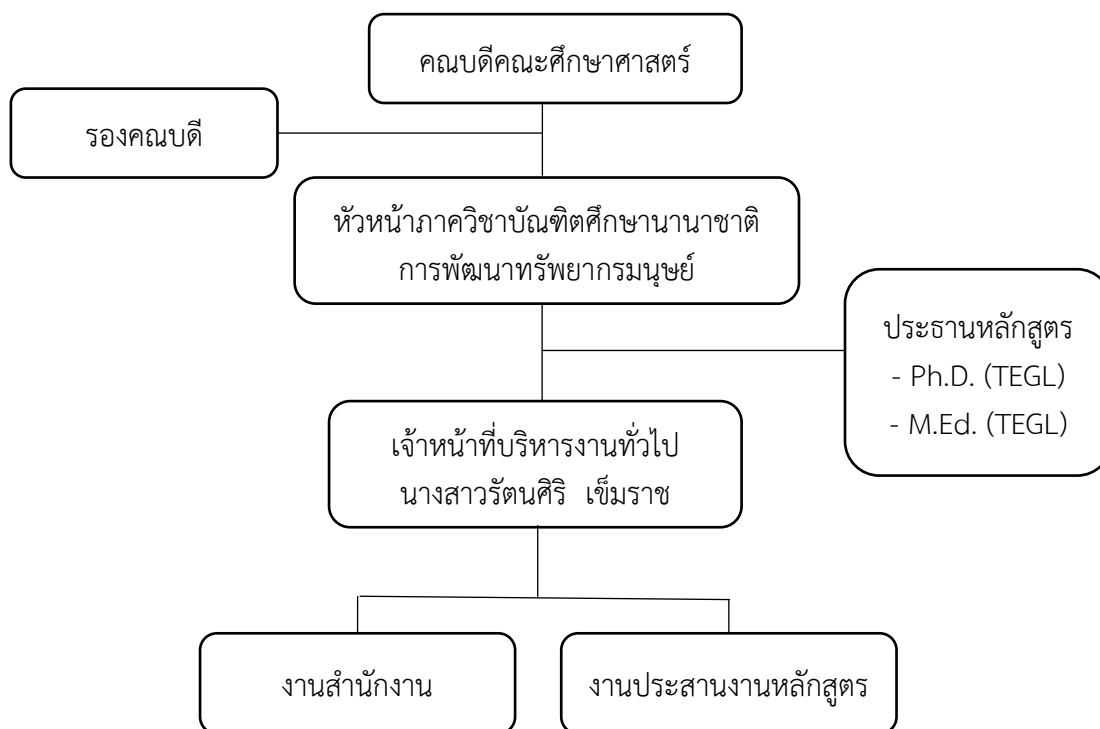 คณบดีคณะศึกษาศาสตร์
รองคณบดี
หัวหน้าภาควิชาบัณฑิตศึกษานานาชาติ
การพัฒนาทรัพยากรมนุษย์
ประธานหลักสูตร
- Ph.D. (TEGL)
- M.Ed. (TEGL)
เจ้าหน้าที่บริหารงานทั่วไป
นางสาวรัตนศิริ เข็มราช
งานสำนักงาน
งานประสานงานหลักสูตร